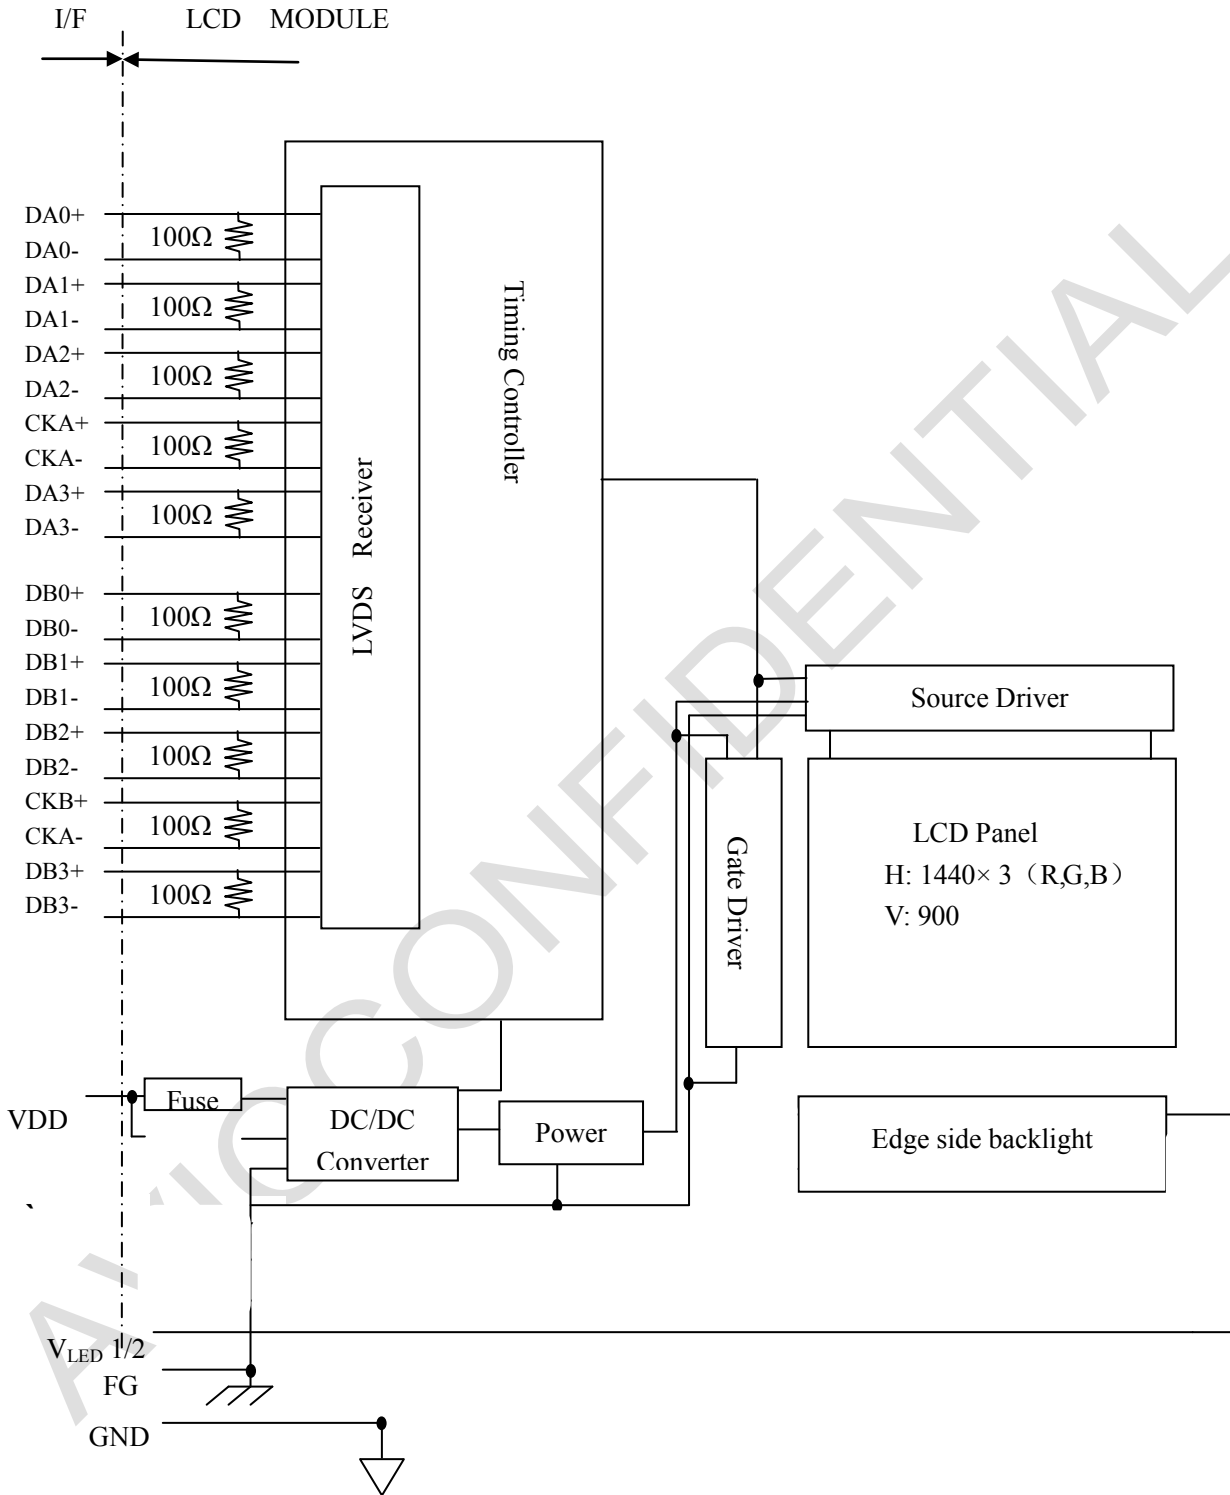 I/F LCD MODULE
DA0+
100Ω
DA0-
DA1+
100Ω
DA1-
DA2+
100Ω
DA2-
CKA+
100Ω
CKA-
DA3+
100Ω
DA3-
DB0+
100Ω
DB0-
DB1+
100Ω
DB1-
DB2+
100Ω
DB2-
CKB+
100Ω
CKA-
DB3+
100Ω
DB3-
LVDS Receiver
Timing Controller
Source Driver
Gate Driver
LCD Panel
H: 1440× 3（R,G,B）
V: 900
VDD
Fuse
DC/DC
Converter
Power
Edge side backlight
VLED 1/2
FG
GND
CONFIDENTIAL